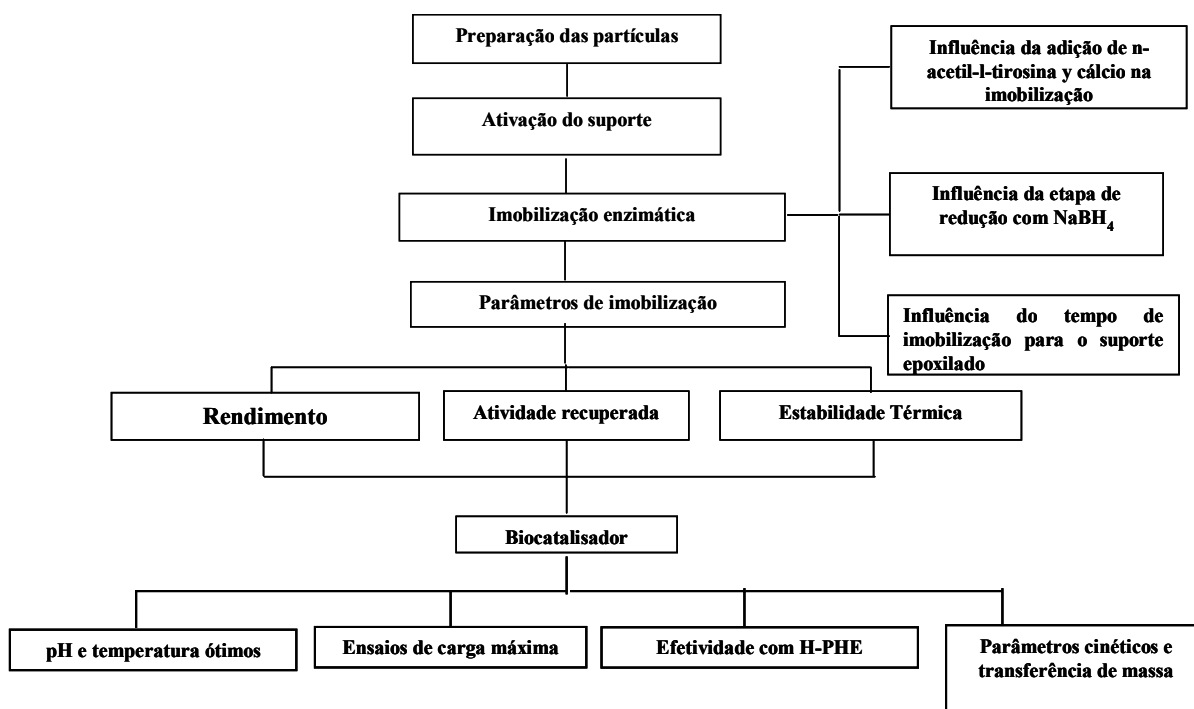 Preparação das partículas
Influência da adição de n-
acetil-l-tirosina y cálcio na
imobilização
Ativação do suporte
Imobilização enzimática
Influência da etapa de
redução com NaBH4
Parâmetros de imobilização
Influência do tempo de
imobilização para o suporte
epoxilado
Rendimento
Atividade recuperada
Estabilidade Térmica
Biocatalisador
pH e temperatura ótimos
Ensaios de carga máxima
Efetividade com H-PHE
Parâmetros cinéticos e
transferência de massa